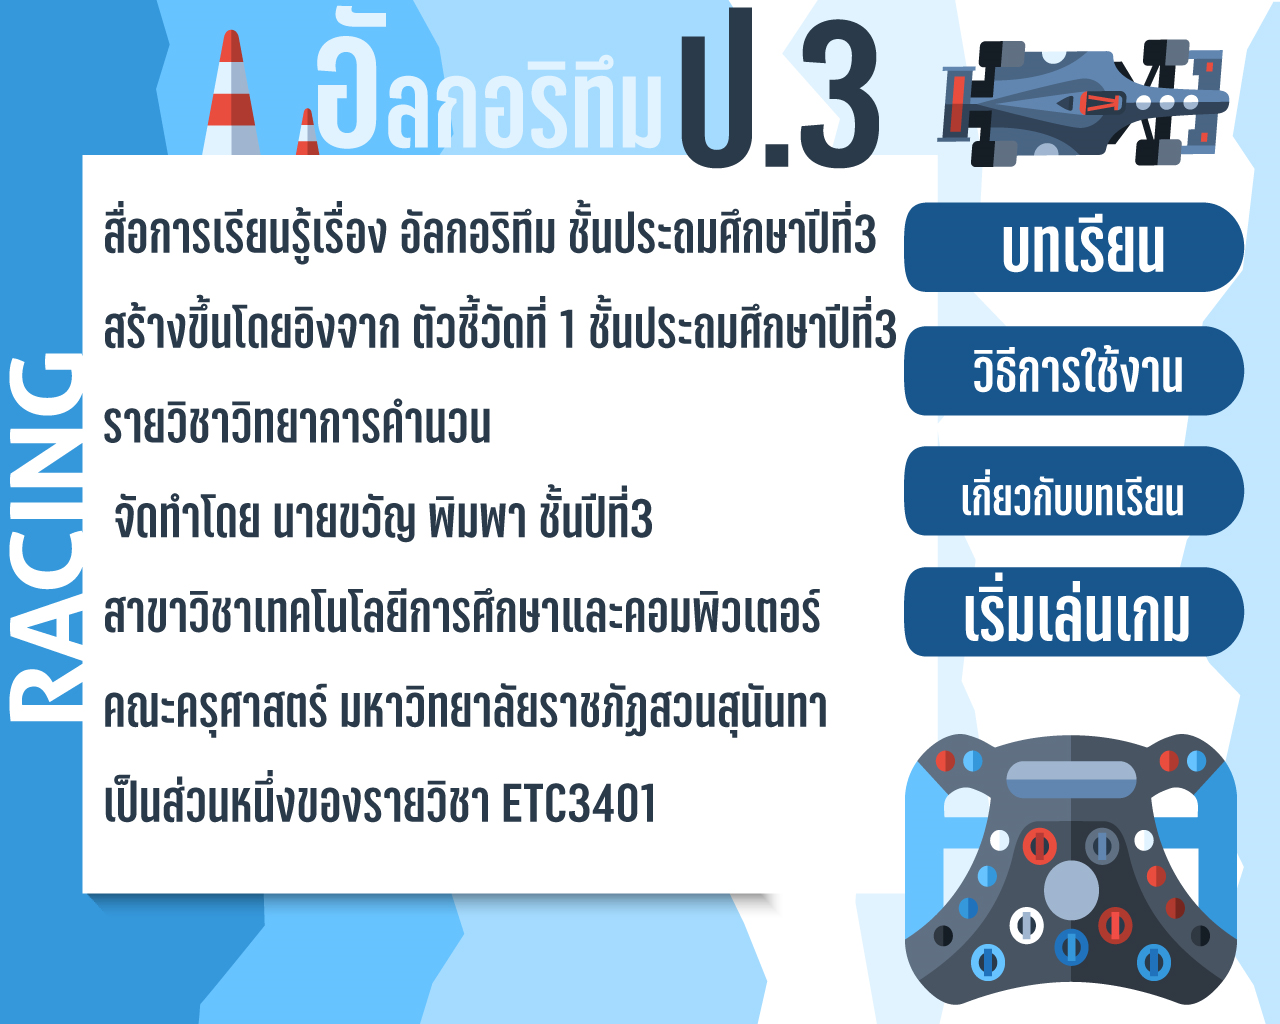 อัลกอริทึม ป.3
สื่อการเรียนรู้เรื่อง อัลกอริทึม ชั้นประถมศึกษาปีที่3
สร้างขึ้นโดยอิงจาก ตัวชี้วัดที่ 1 ชั้นประถมศึกษาปีที่3
รายวิชาวิทยาการคำนวน
จัดทำโดย นายขวัญ พิมพา ชั้นปีที่3
สาขาวิชาเทคโนโลยีการศึกษาและคอมพิวเตอร์
คณะครุศาสตร์ มหาวิทยาลัยราชภัฏสวนสุนันทา
เป็นส่วนหนึ่งของรายวิชา ETC3401
บทเรียน
วิธีการใช้งาน
เกี่ยวกับบทเรียน
เริ่มเล่นเกม
RACING